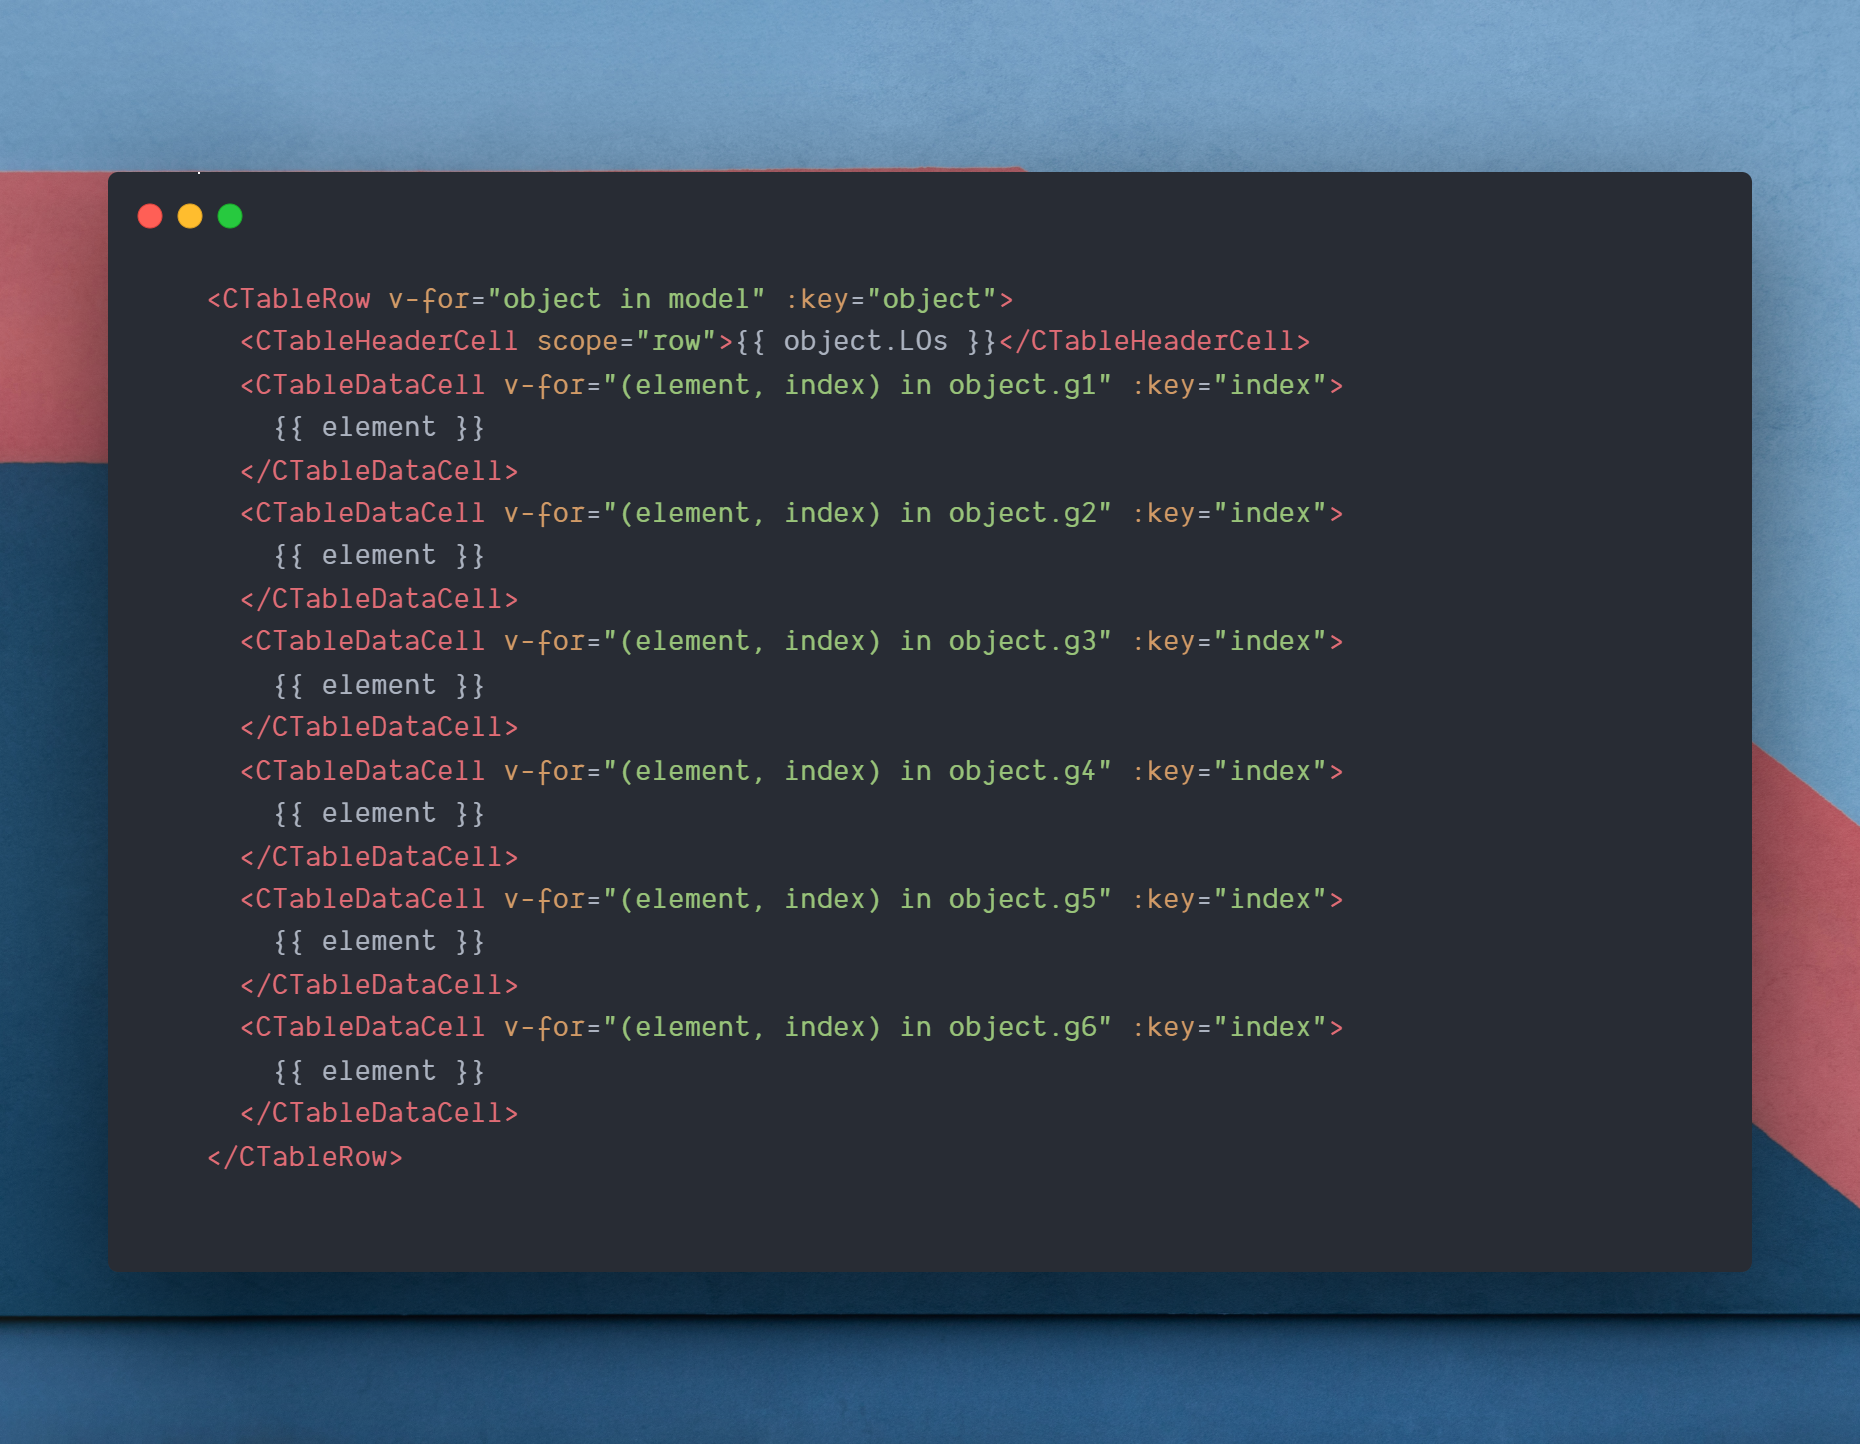 <CTableRow v-for="object in model" :key="object">
<CTableHeaderCell scope="row">{{ object.LOs }}</CTableHeaderCell>
<CTableDataCell v-for="(element, index) in object.g1" :key="index">
{{ element }}
</CTableDataCell>
<CTableDataCell v-for="(element, index) in object.g2" :key="index">
{{ element }}
</CTableDataCell>
<CTableDataCell v-for="(element, index) in object.g3" :key="index">
{{ element }}
</CTableDataCell>
<CTableDataCell v-for="(element, index) in object.g4" :key="index">
{{ element }}
</CTableDataCell>
<CTableDataCell v-for="(element, index) in object.g5" :key="index">
{{ element }}
</CTableDataCell>
<CTableDataCell v-for="(element, index) in object.g6" :key="index">
{{ element }}
</CTableDataCell>
</CTableRow>